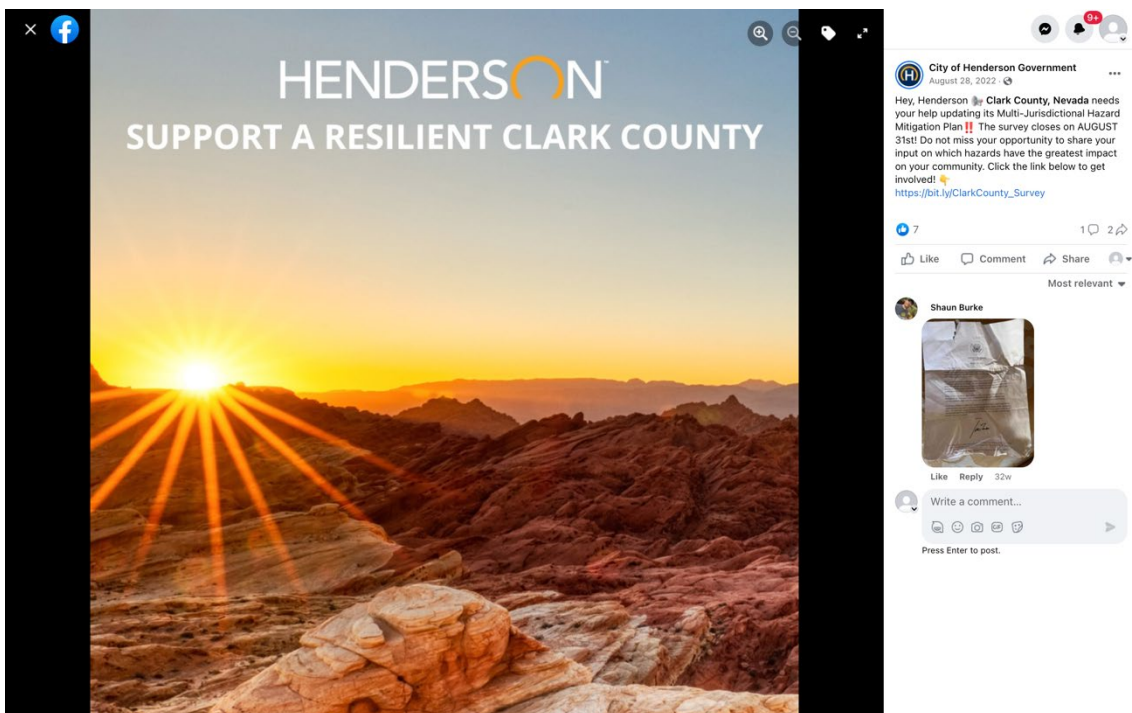 HENDERSON™
SUPPORT A RESILIENT CLARK COUNTY
9+
City of Henderson Government
August 28, 2022 ·
Hey, Henderson Clark County, Nevada needs
your help updating its Multi-Jurisdictional Hazard
Mitigation Plan‼️ The survey closes on AUGUST
31st! Do not miss your opportunity to share your
input on which hazards have the greatest impact
on your community. Click the link below to get
involved! 👇
https://bit.ly/ClarkCounty_Survey
7
1 2
Like Comment Share
Most relevant
Shaun Burke
Like Reply 32w
Write a comment...
GIF
Press Enter to post.